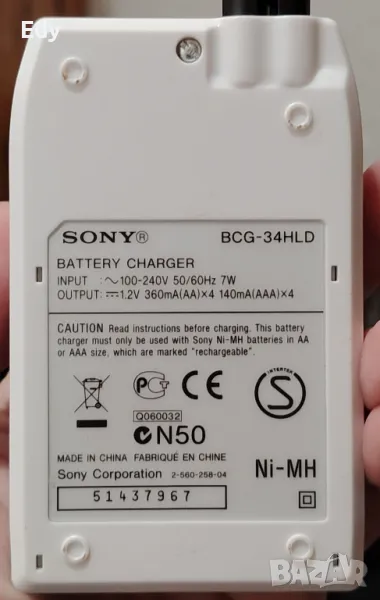 Edy
SONY®
BCG-34HLD
BATTERY CHARGER
INPUT : ~100-240V 50/60Hz 7W
OUTPUT: ⎓1.2V 360mA(AA)×4 140mA(AAA)×4
CAUTION Read instructions before charging. This battery
charger must only be used with Sony Ni-MH batteries in AA
or AAA size, which are marked "rechargeable".
PG CE INTERTEK S
Q060032
N50
MADE IN CHINA FABRIQUÉ EN CHINE
Sony Corporation 2-560-258-04
Ni-MH
51437967
BAZAR